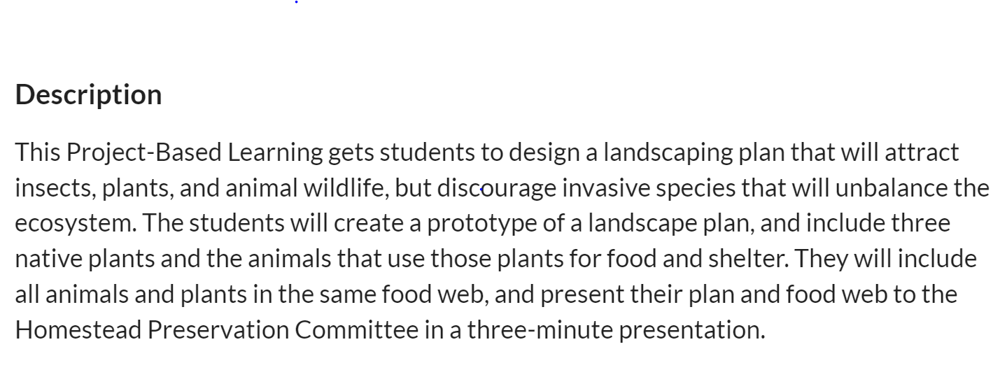 Description
This Project-Based Learning gets students to design a landscaping plan that will attract
insects, plants, and animal wildlife, but discourage invasive species that will unbalance the
ecosystem. The students will create a prototype of a landscape plan, and include three
native plants and the animals that use those plants for food and shelter. They will include
all animals and plants in the same food web, and present their plan and food web to the
Homestead Preservation Committee in a three-minute presentation.